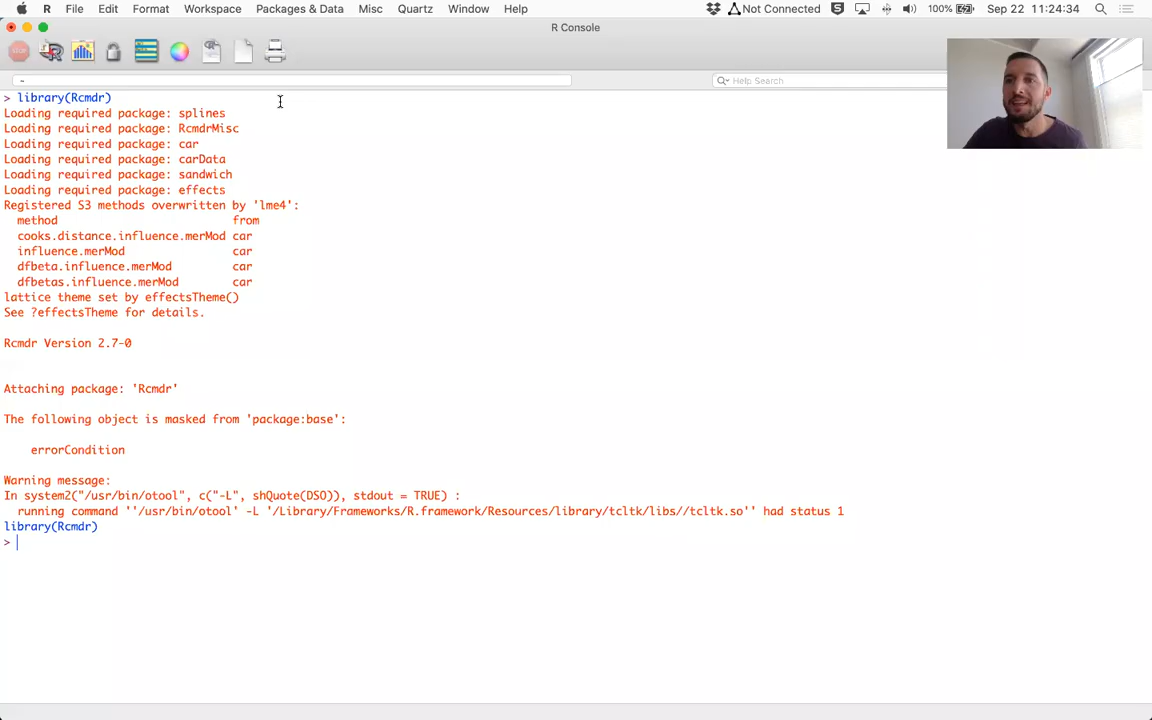 R File Edit Format Workspace Packages & Data Misc Quartz Window Help Not Connected S 100% Sep 22 11:24:34
R Console
~
Help Search
> library(Rcmdr)
Loading required package: splines
Loading required package: RcmdrMisc
Loading required package: car
Loading required package: carData
Loading required package: sandwich
Loading required package: effects
Registered S3 methods overwritten by 'lme4':
method from
cooks.distance.influence.merMod car
influence.merMod car
dfbeta.influence.merMod car
dfbetas.influence.merMod car
lattice theme set by effectsTheme()
See ?effectsTheme for details.
Rcmdr Version 2.7-0
Attaching package: 'Rcmdr'
The following object is masked from 'package:base':
errorCondition
Warning message:
In system2("/usr/bin/otool", c("-L", shQuote(DSO)), stdout = TRUE) :
running command ''/usr/bin/otool' -L '/Library/Frameworks/R.framework/Resources/library/tcltk/libs//tcltk.so'' had status 1
library(Rcmdr)
>